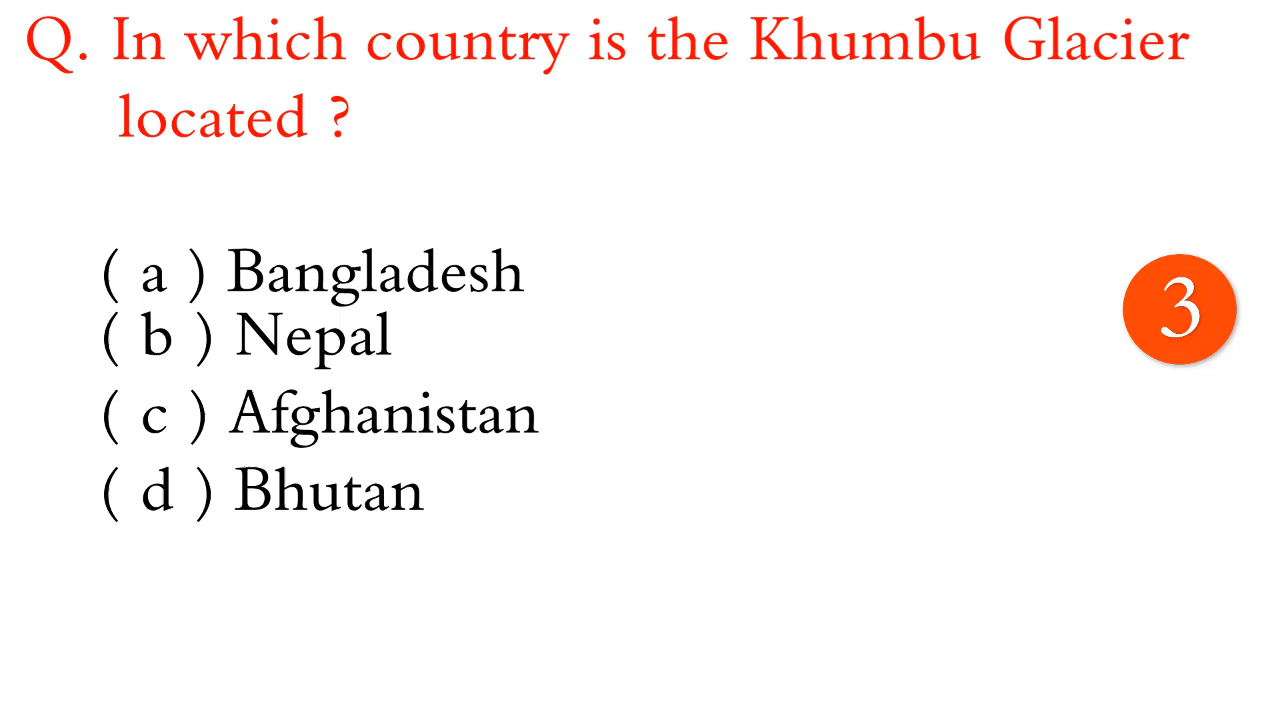 Q. In which country is the Khumbu Glacier
located ?
( a ) Bangladesh
( b ) Nepal
( c ) Afghanistan
( d ) Bhutan
3